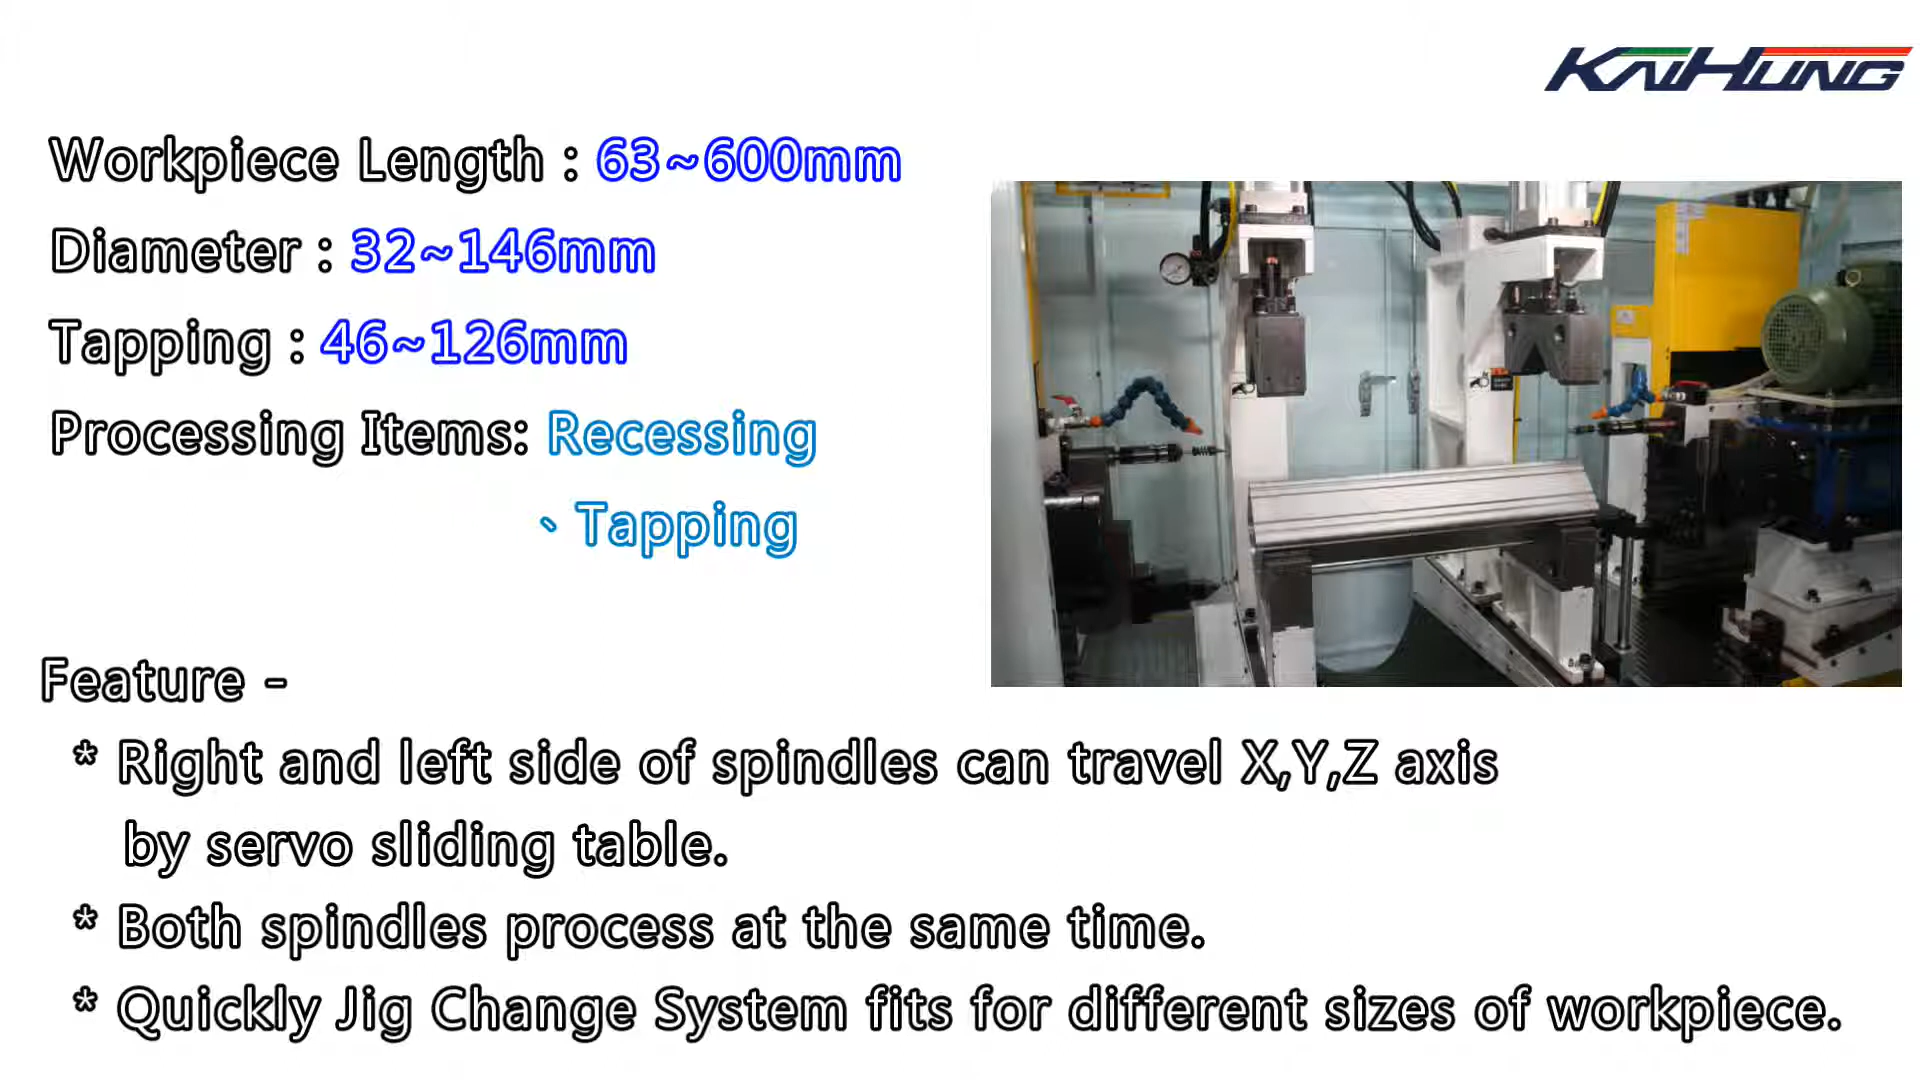 KAIHUNG
Workpiece Length : 63~600mm
Diameter : 32~146mm
Tapping : 46~126mm
Processing Items: Recessing
、Tapping
Feature -
* Right and left side of spindles can travel X,Y,Z axis
by servo sliding table.
* Both spindles process at the same time.
* Quickly Jig Change System fits for different sizes of workpiece.